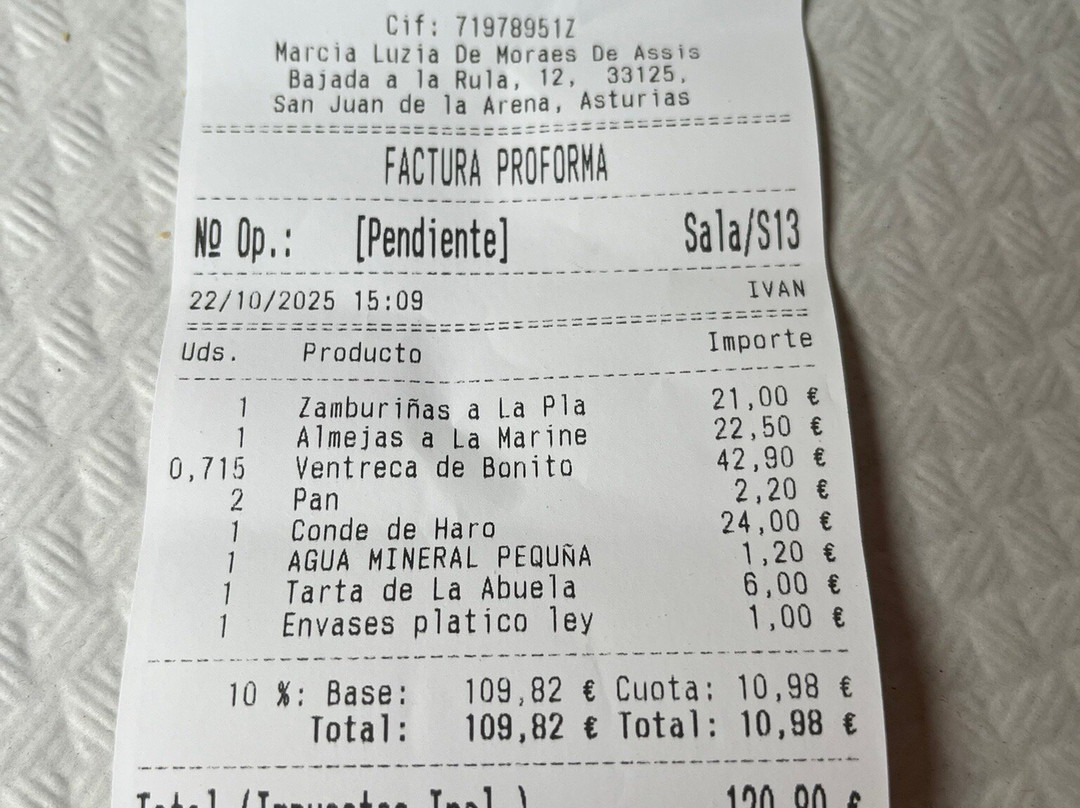 Cif: 71978951Z
Marcia Luzia De Moraes De Assis
Bajada a la Rula, 12, 33125,
San Juan de la Arena, Asturias
FACTURA PROFORMA
Nº Op.: [Pendiente] Sala/S13
22/10/2025 15:09 IVAN
Uds. Producto Importe
1 Zamburiñas a La Pla 21,00 €
1 Almejas a La Marine 22,50 €
0,715 Ventreca de Bonito 42,90 €
2 Pan 2,20 €
1 Conde de Haro 24,00 €
1 AGUA MINERAL PEQUÑA 1,20 €
1 Tarta de La Abuela 6,00 €
1 Envases platico ley 1,00 €
10 %: Base: 109,82 € Cuota: 10,98 €
Total: 109,82 € Total: 10,98 €
Total (Impuestos Incl.) 120,80 €